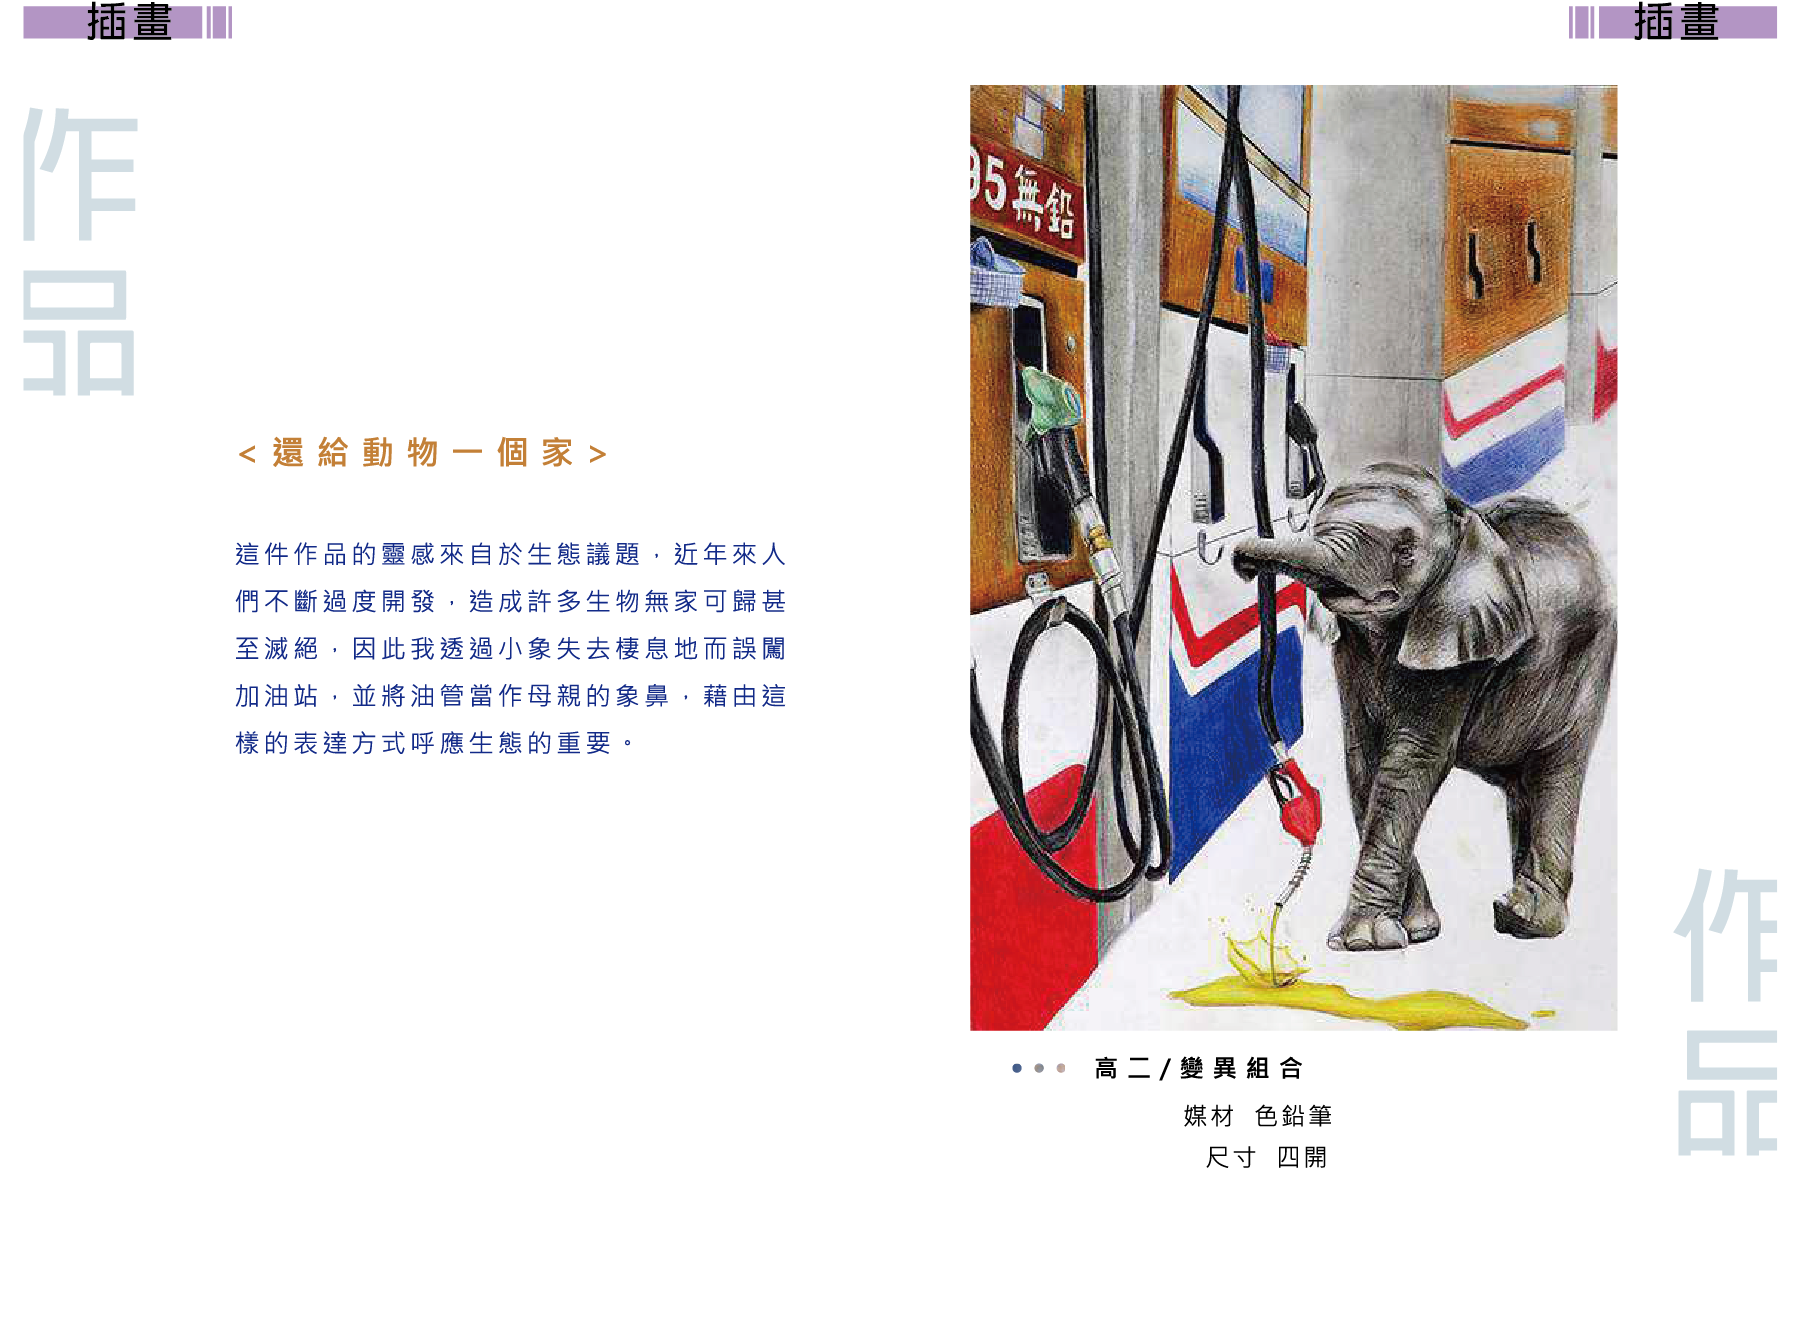 插畫
插畫
作品
<還給動物一個家>
這件作品的靈感來自於生態議題，近年來人
們不斷過度開發，造成許多生物無家可歸甚
至滅絕，因此我透過小象失去棲息地而誤闖
加油站，並將油管當作母親的象鼻，藉由這
樣的表達方式呼應生態的重要。
95無鉛
高二/變異組合
媒材 色鉛筆
尺寸 四開
作品